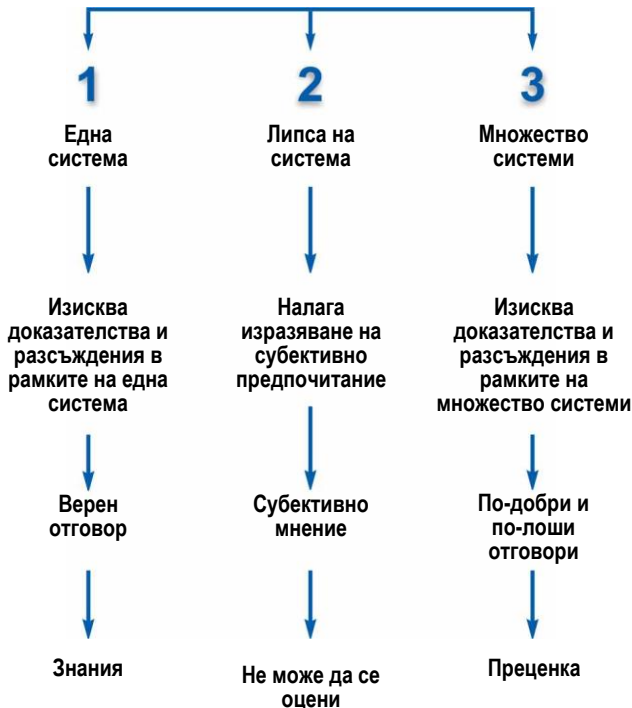 1
Една
система
Изисква
доказателства и
разсъждения в
рамките на една
система
Верен
отговор
Знания
2
Липса на
система
Налага
изразяване на
субективно
предпочитание
Субективно
мнение
Не може да се
оцени
3
Множество
системи
Изисква
доказателства и
разсъждения в
рамките на
множество системи
По-добри и
по-лоши
отговори
Преценка